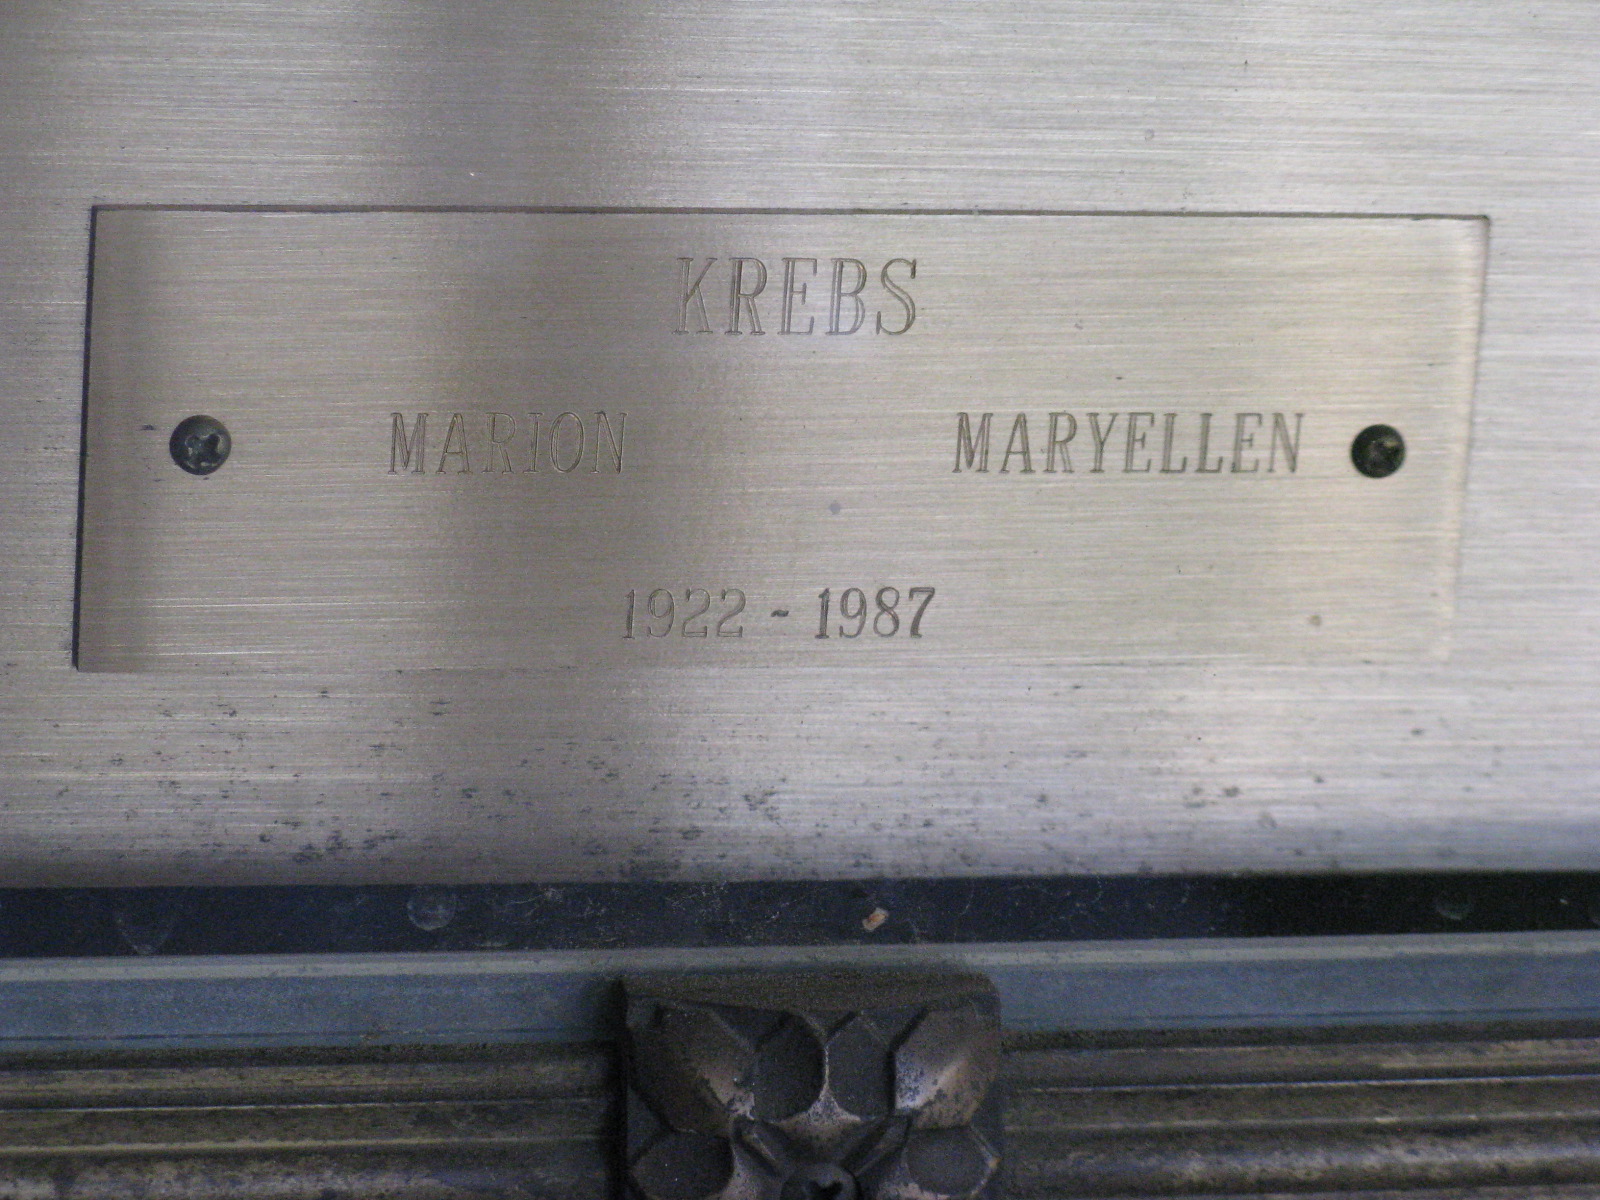 KREBS
MARION MARYELLEN
1922 - 1987